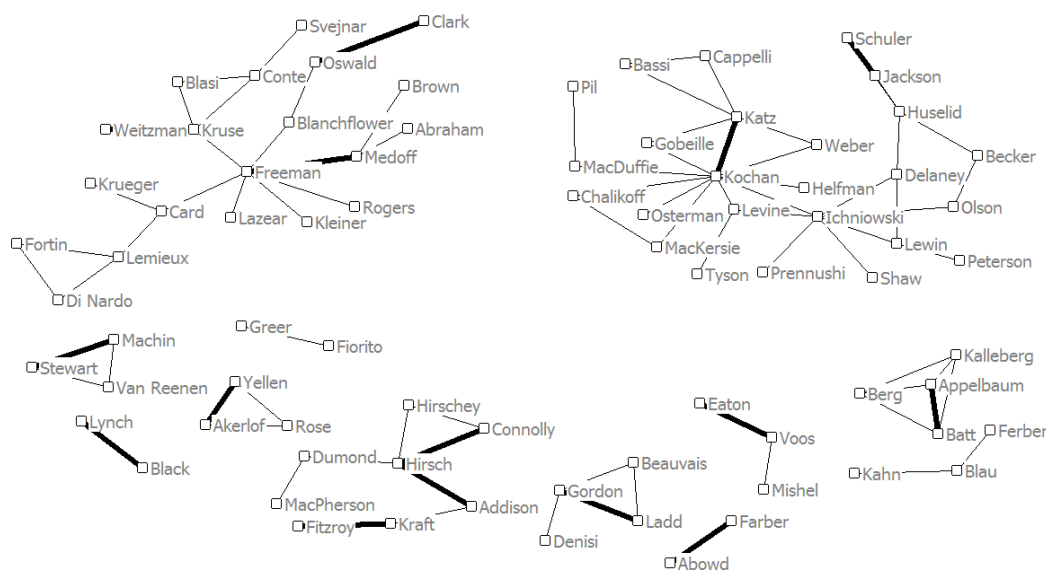 Clark
Svejnar
Oswald
Blasi
Conte
Brown
Weitzman
Kruse
Blanchflower
Abraham
Medoff
Freeman
Krueger
Card
Lazear
Kleiner
Rogers
Fortin
Lemieux
Di Nardo
Schuler
Bassi
Cappelli
Jackson
Pil
Huselid
Katz
Gobeille
Weber
Becker
MacDuffie
Kochan
Helfman
Delaney
Chalikoff
Osterman
Levine
Ichniowski
Olson
MacKersie
Lewin
Tyson
Prennushi
Shaw
Peterson
Greer
Fiorito
Machin
Stewart
Van Reenen
Yellen
Akerlof
Rose
Lynch
Black
Hirschey
Connolly
Dumond
Hirsch
MacPherson
Addison
Fitzroy
Kraft
Beauvais
Gordon
Ladd
Denisi
Eaton
Voos
Mishel
Farber
Abowd
Kalleberg
Berg
Appelbaum
Batt
Ferber
Kahn
Blau